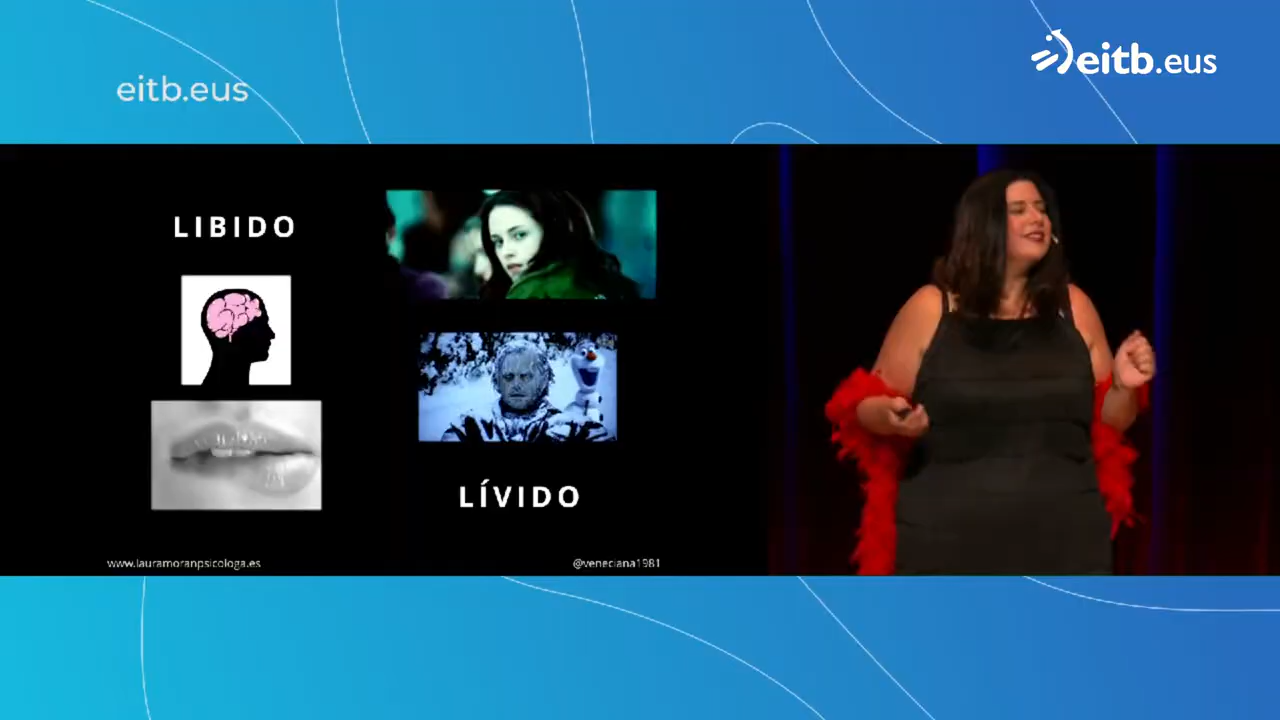 eitb.eus
eitb.eus
LIBIDO
LÍVIDO
www.lauramoranpsicologa.es
@veneciana1981